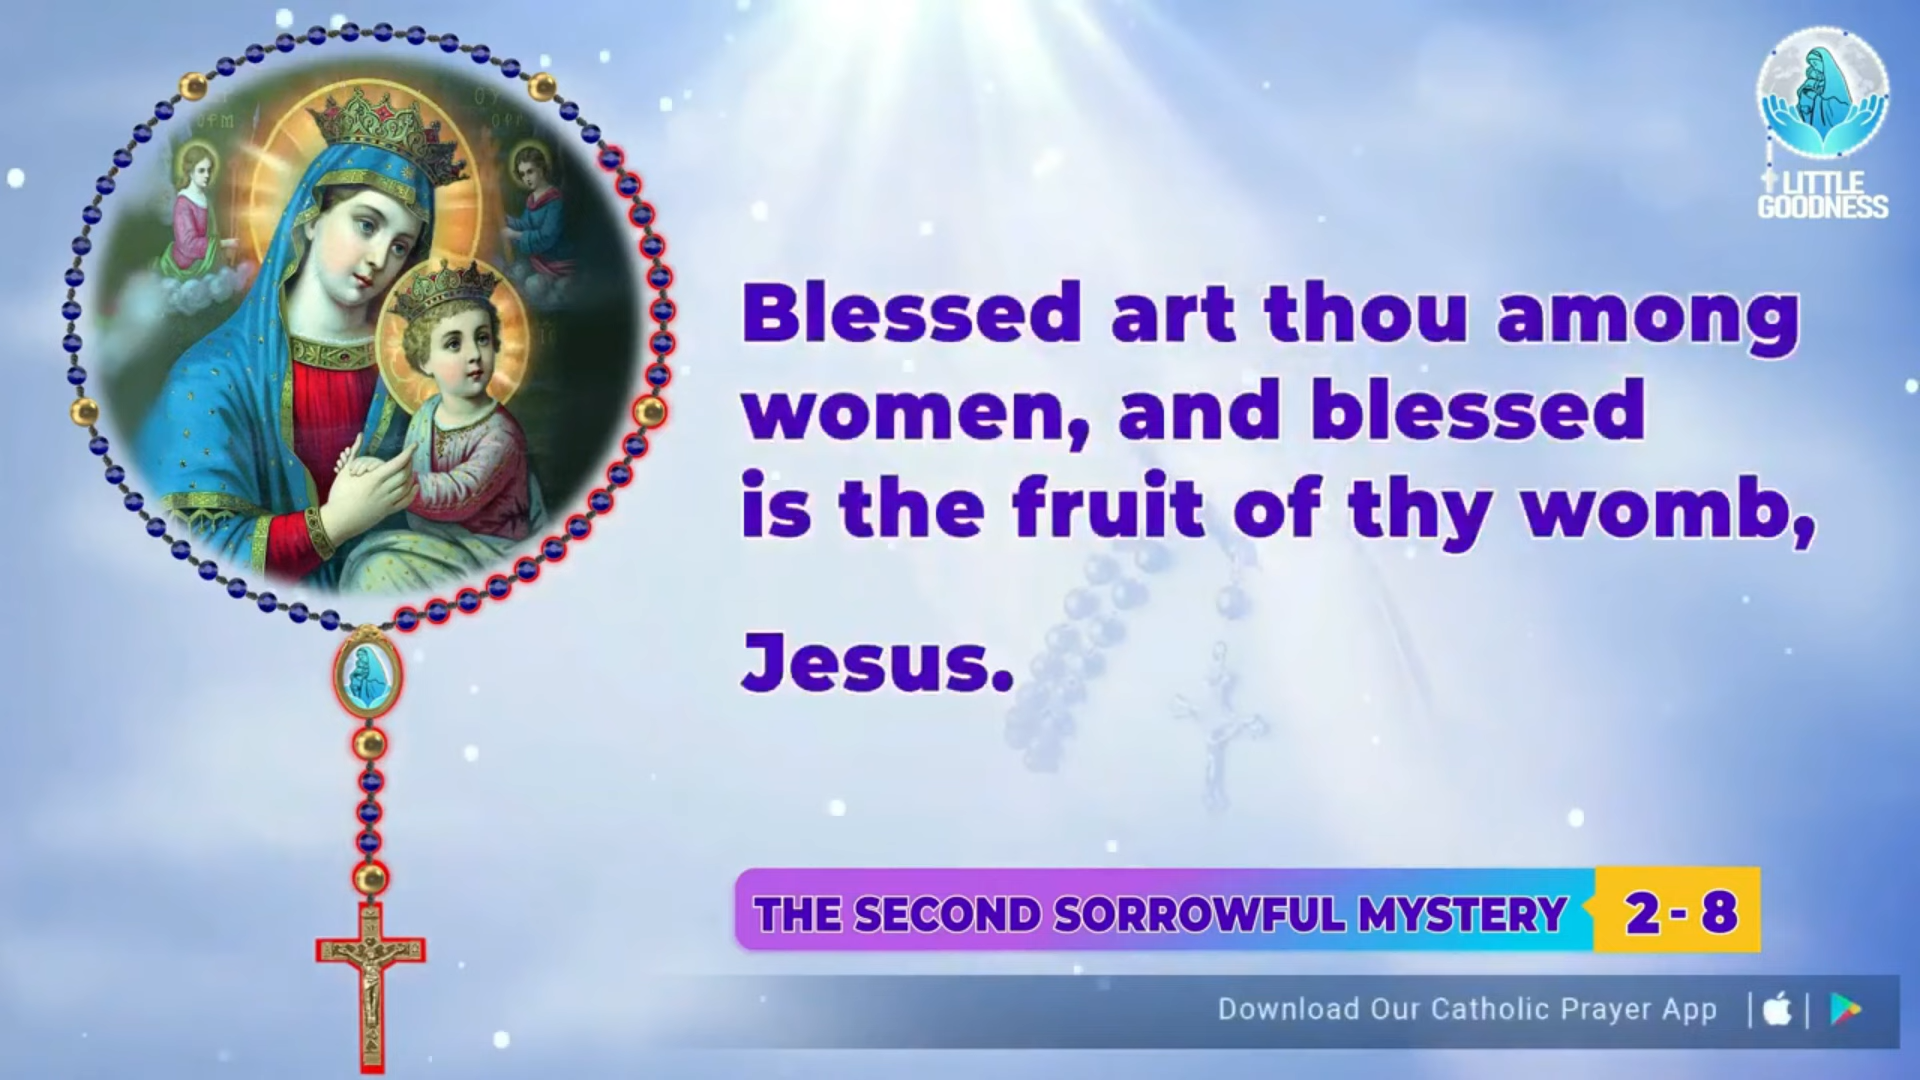 LITTLE
GOODNESS
Blessed art thou among
women, and blessed
is the fruit of thy womb,
Jesus.
THE SECOND SORROWFUL MYSTERY 2 - 8
Download Our Catholic Prayer App